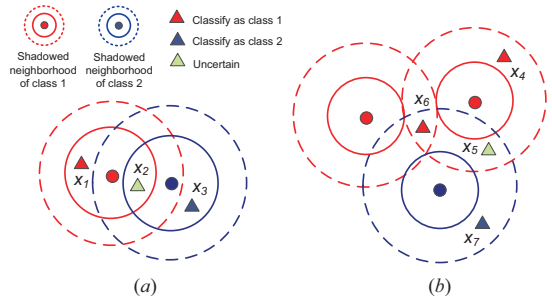 Shadowed
neighborhood
of class 1
Shadowed
neighborhood
of class 2
Classify as class 1
Classify as class 2
Uncertain
x1
x2
x3
(a)
(b)
x4
x6
x5
x7